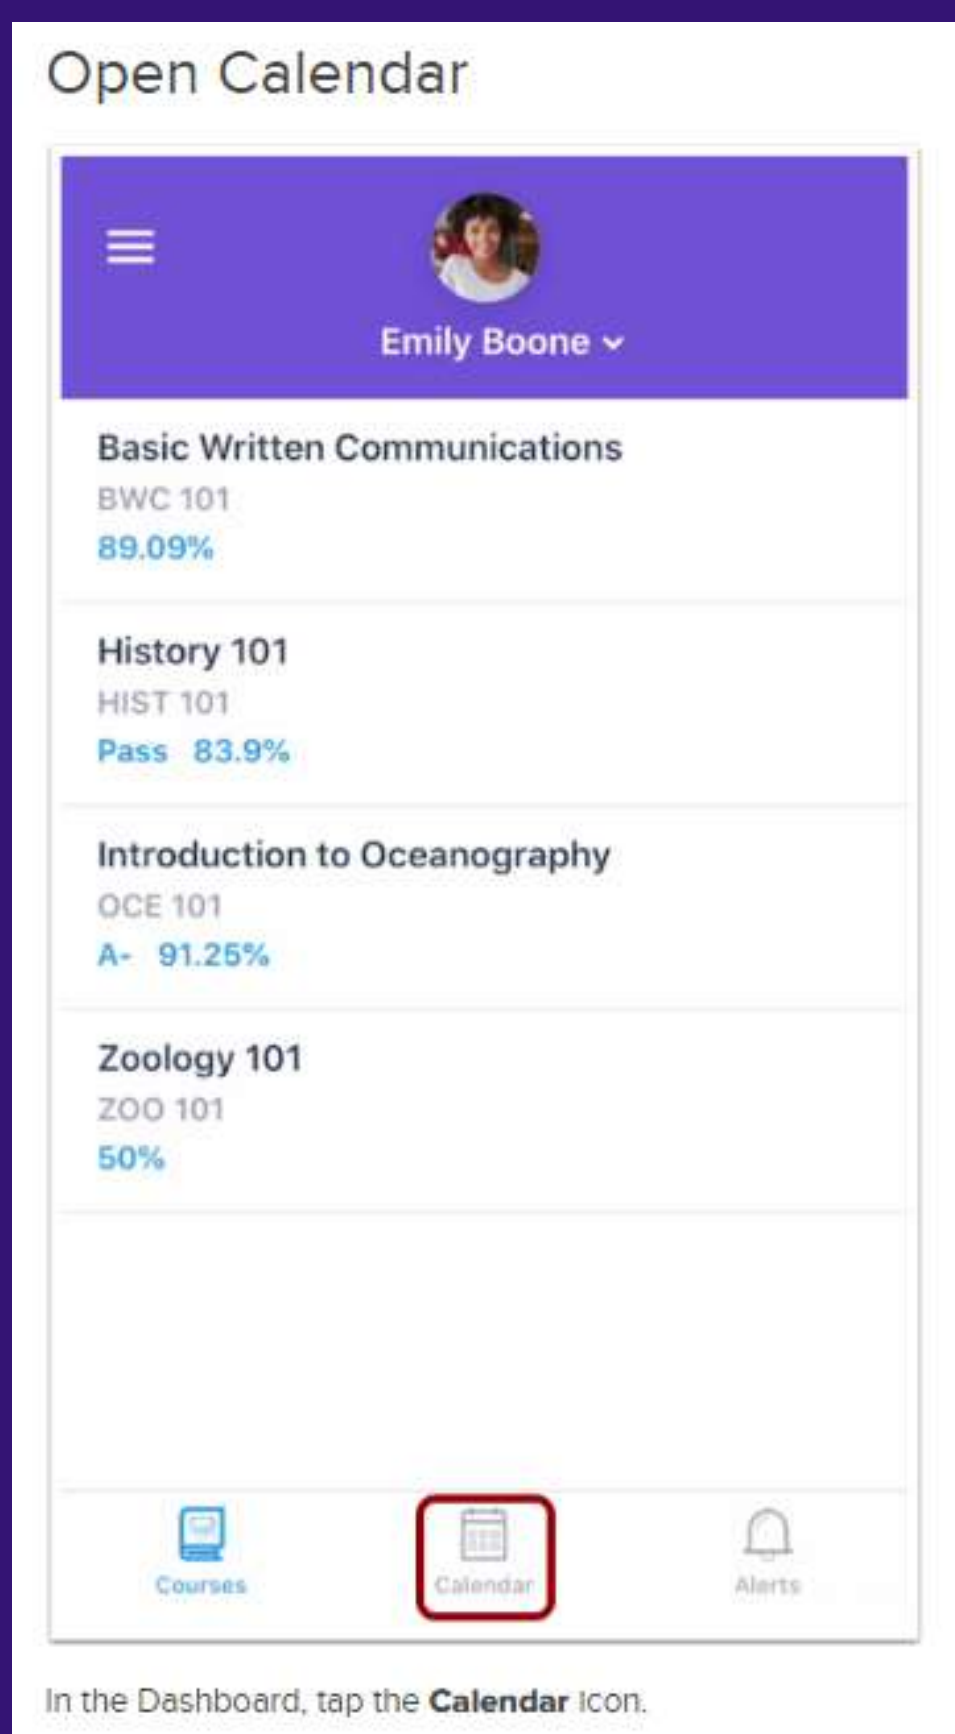 Open Calendar
Emily Boone
Basic Written Communications
BWC 101
89.09%
History 101
HIST 101
Pass 83.9%
Introduction to Oceanography
OCE 101
A- 91.25%
Zoology 101
ZOO 101
50%
Courses Calendar Alerts
In the Dashboard, tap the Calendar icon.